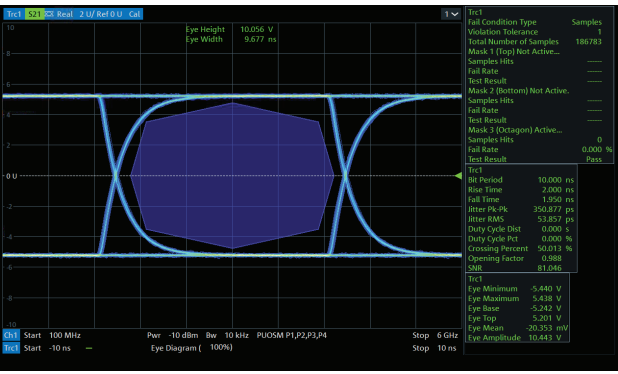 Trc1 S21 Real 2 U/ Ref 0 U Cal
1
10
Eye Height 10.056 V
Eye Width 9.677 ns
8
6
4
2
0 U
-2
-4
-6
-8
-10
Ch1 Start 100 MHz Pwr -10 dBm Bw 10 kHz PUOSM P1,P2,P3,P4 Stop 6 GHz
Trc1 Start -10 ns Eye Diagram ( 100%) Stop 10 ns
Trc1
Fail Condition Type Samples
Violation Tolerance 1
Total Number of Samples 186783
Mask 1 (Top) Not Active...
Samples Hits -----
Fail Rate -----
Test Result -----
Mask 2 (Bottom) Not Active.
Samples Hits -----
Fail Rate -----
Test Result -----
Mask 3 (Octagon) Active...
Samples Hits 0
Fail Rate 0.000 %
Test Result Pass
Trc1
Bit Period 10.000 ns
Rise Time 2.000 ns
Fall Time 1.950 ns
Jitter Pk-Pk 350.877 ps
Jitter RMS 53.857 ps
Duty Cycle Dist 0.000 s
Duty Cycle Pct 0.000 %
Crossing Percent 50.013 %
Opening Factor 0.988
SNR 81.046
Trc1
Eye Minimum -5.440 V
Eye Maximum 5.438 V
Eye Base -5.242 V
Eye Top 5.201 V
Eye Mean -20.353 mV
Eye Amplitude 10.443 V